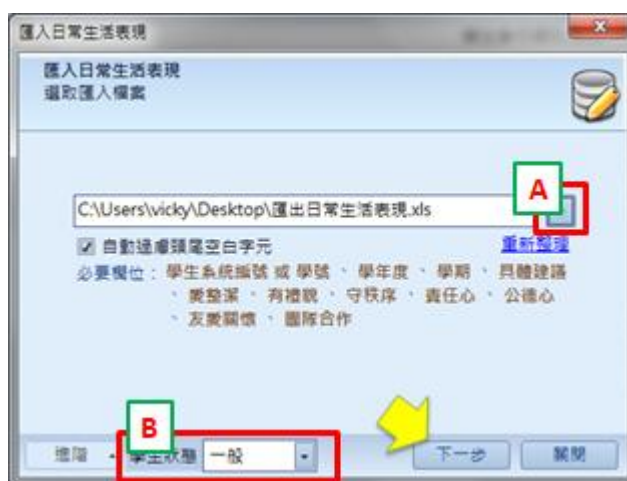 匯入日常生活表現
匯入日常生活表現
選取匯入檔案
A
C:\Users\vicky\Desktop\匯出日常生活表現.xls
自動過慮頭尾空白字元
重新整理
必要欄位：學生系統編號 或 學號、學年度、學期、具體建議
、愛整潔、有禮貌、守秩序、責任心、公德心
、友愛關懷、團隊合作
B
進階
學生狀態 一般
下一步
關閉